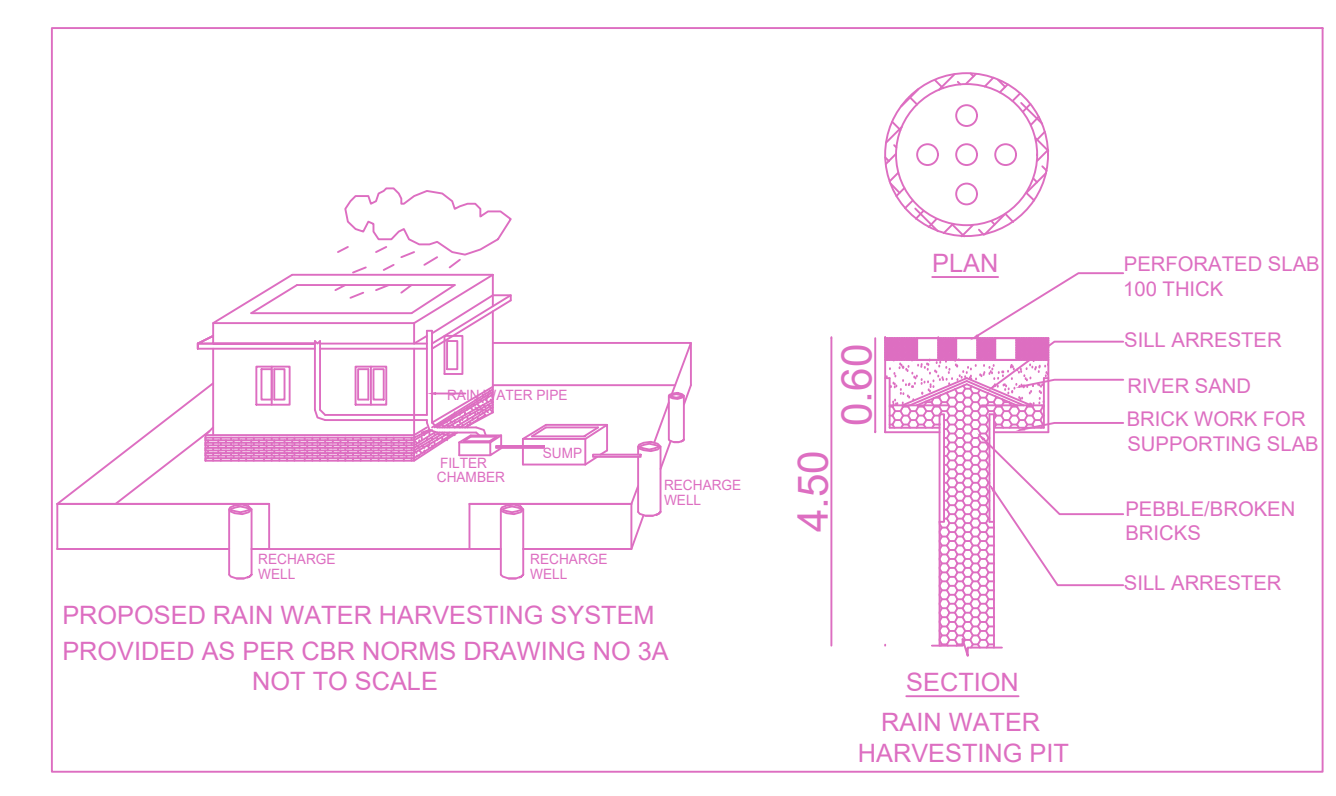 RAIN WATER PIPE
FILTER
CHAMBER
SUMP
RECHARGE
WELL
RECHARGE
WELL
RECHARGE
WELL
PROPOSED RAIN WATER HARVESTING SYSTEM
PROVIDED AS PER CBR NORMS DRAWING NO 3A
NOT TO SCALE
PLAN
PERFORATED SLAB
100 THICK
SILL ARRESTER
RIVER SAND
BRICK WORK FOR
SUPPORTING SLAB
PEBBLE/BROKEN
BRICKS
SILL ARRESTER
0.60
4.50
SECTION
RAIN WATER
HARVESTING PIT